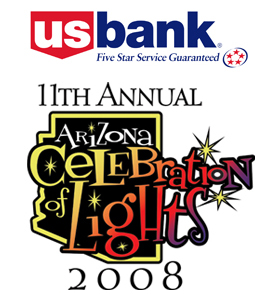 usbank®
Five Star Service Guaranteed
11TH ANNUAL
ARiZONA
CeLEBRATiON
of LigHTS
2008